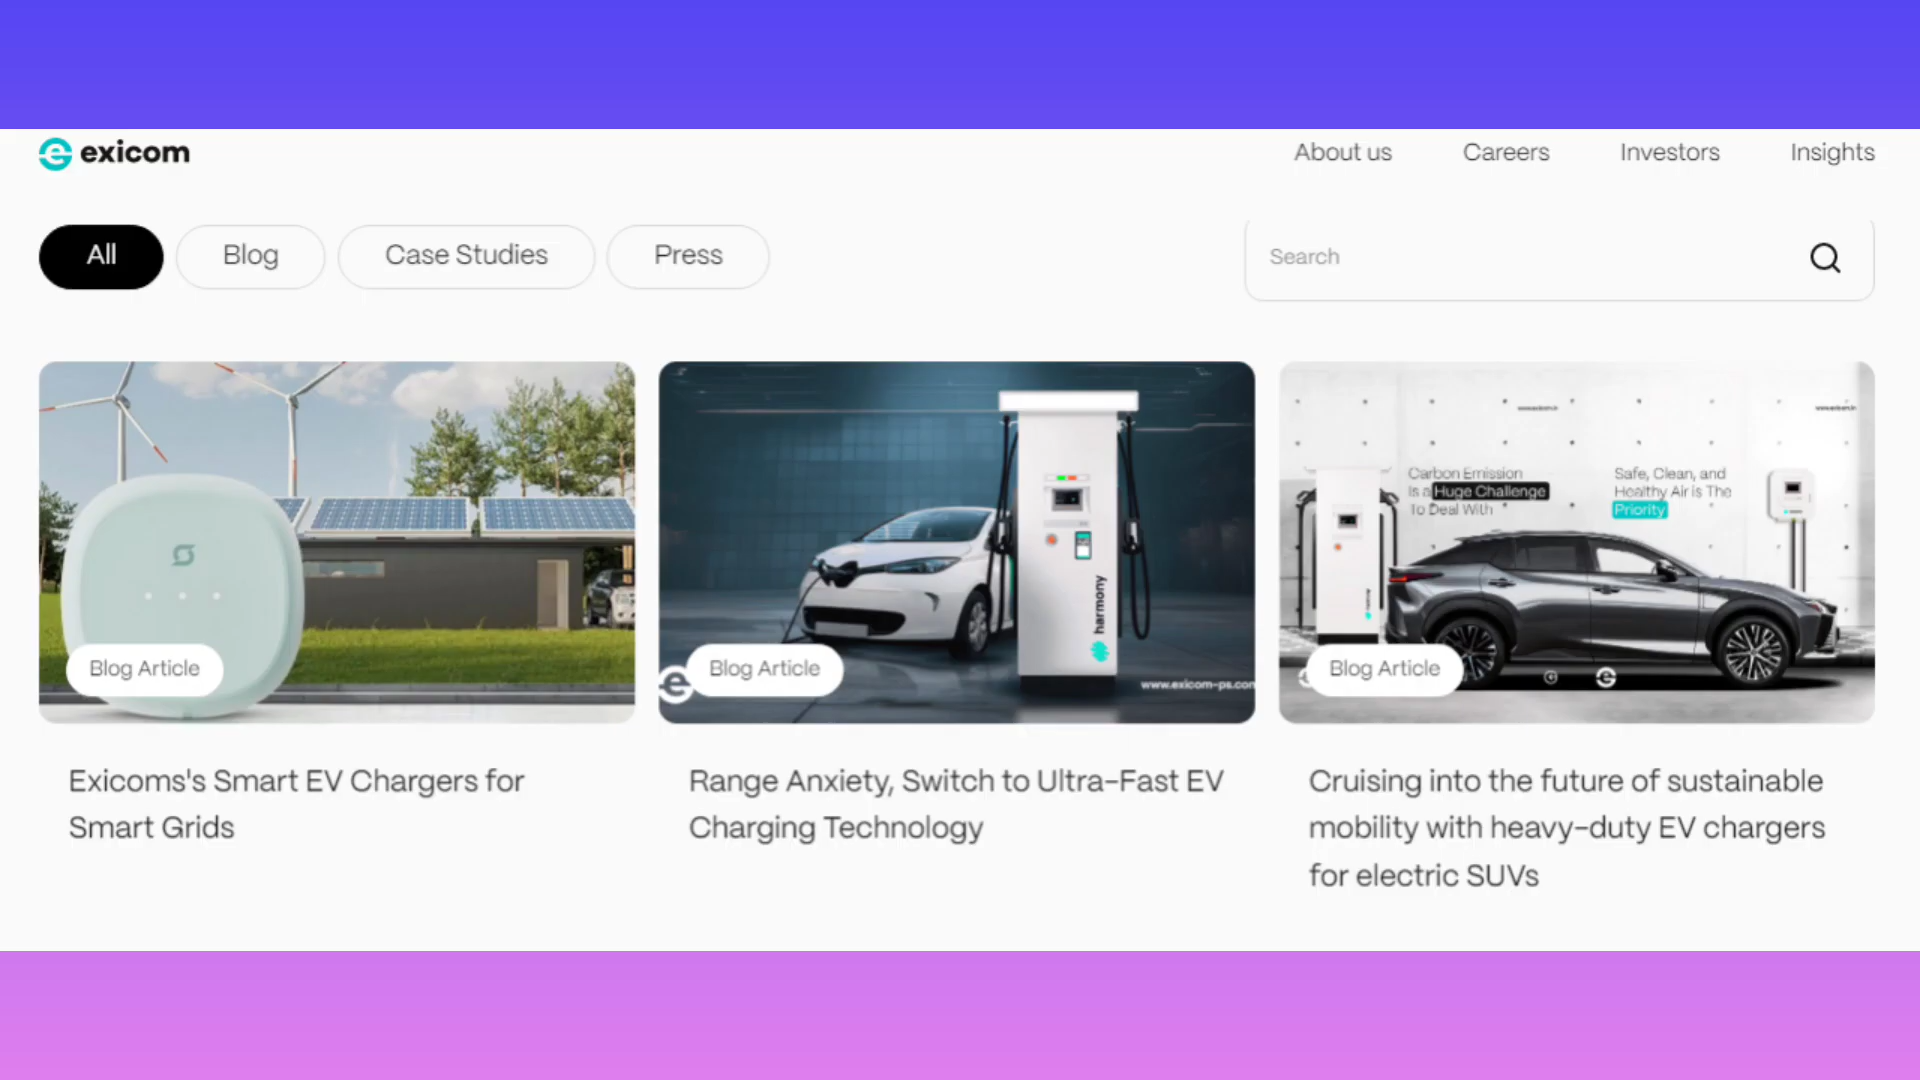 exicom
About us
Careers
Investors
Insights
All
Blog
Case Studies
Press
Search
Blog Article
harmony
www.exicom-ps.com
Blog Article
Carbon Emission
Is a Huge Challenge
To Deal With
Safe, Clean, and
Healthy Air is The
Priority
Blog Article
Exicoms's Smart EV Chargers for
Smart Grids
Range Anxiety, Switch to Ultra-Fast EV
Charging Technology
Cruising into the future of sustainable
mobility with heavy-duty EV chargers
for electric SUVs